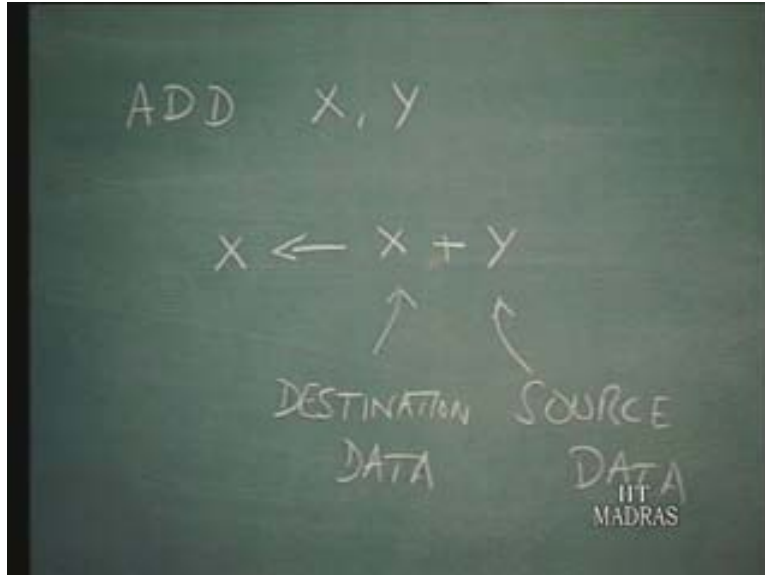 ADD X, Y
X ← X + Y
DESTINATION SOURCE
DATA DATA
IIT
MADRAS